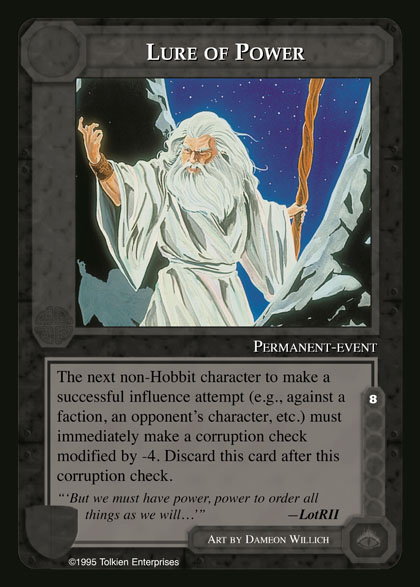 Lure of Power
Permanent-event
The next non-Hobbit character to make a
successful influence attempt (e.g., against a
faction, an opponent's character, etc.) must
immediately make a corruption check
modified by -4. Discard this card after this
corruption check.
8
“‘But we must have power, power to order all
things as we will…’”
—LotRII
Art by Dameon Willich
©1995 Tolkien Enterprises